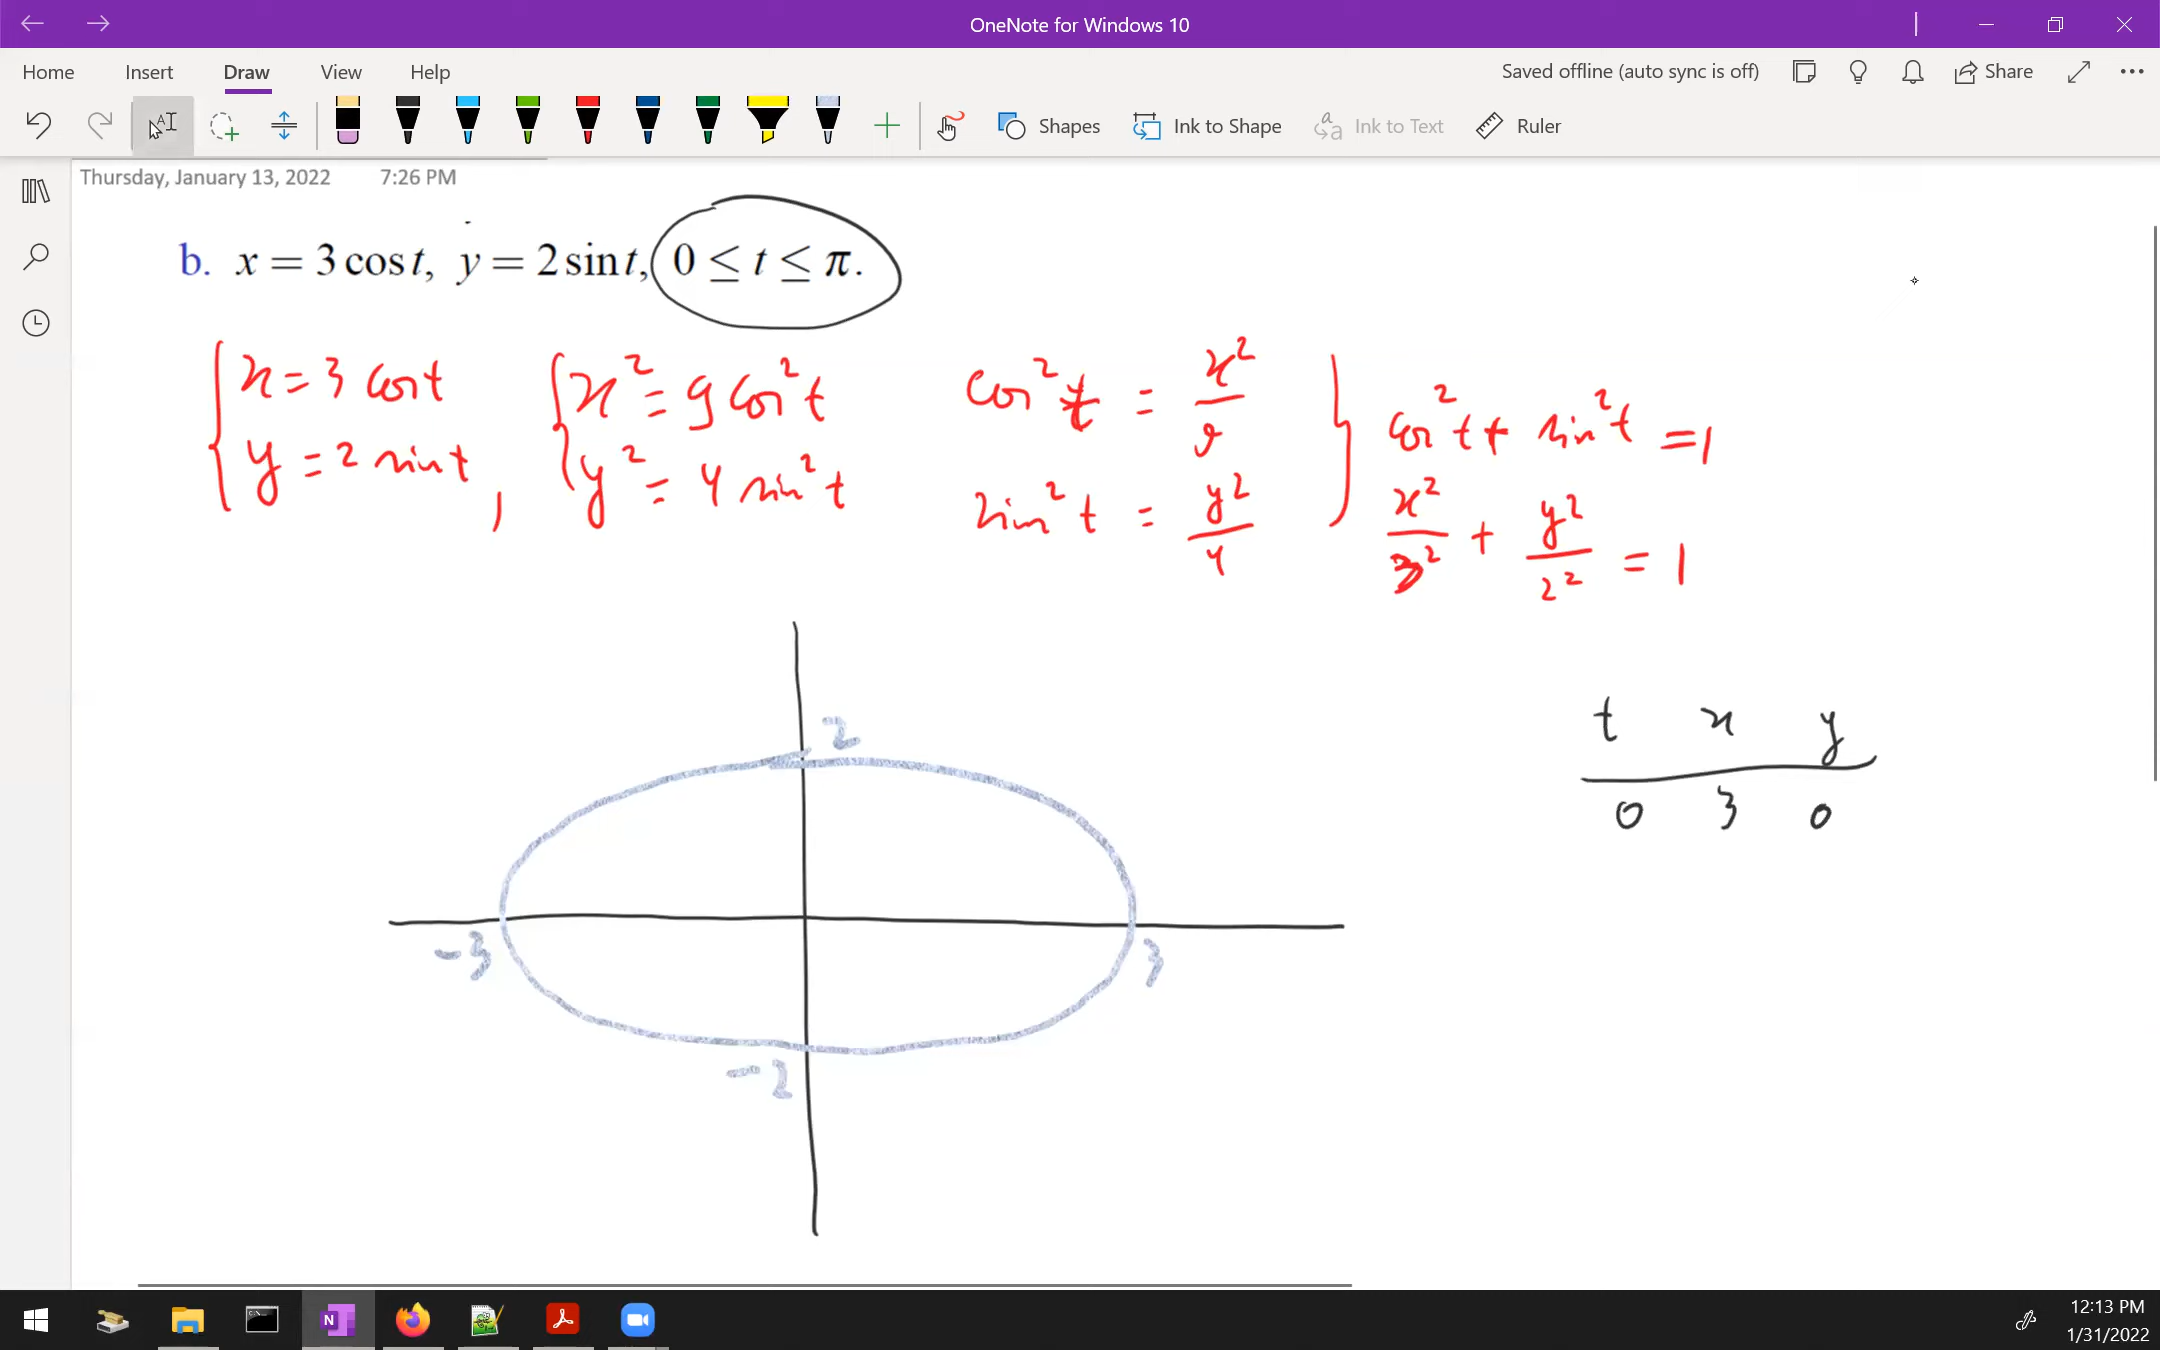 OneNote for Windows 10
Home Insert Draw View Help Saved offline (auto sync is off) Share
Shapes Ink to Shape Ink to Text Ruler
Thursday, January 13, 2022 7:26 PM
b. x = 3 cos t, y = 2 sin t, 0 ≤ t ≤ π.
x = 3 cos t
y = 2 sin t,
x² = 9 cos² t
y² = 4 sin² t
cos² t = x²/9
sin² t = y²/4
cos² t + sin² t = 1
x²/3² + y²/2² = 1
t x y
0 3 0
2
-3
3
-2
12:13 PM
1/31/2022